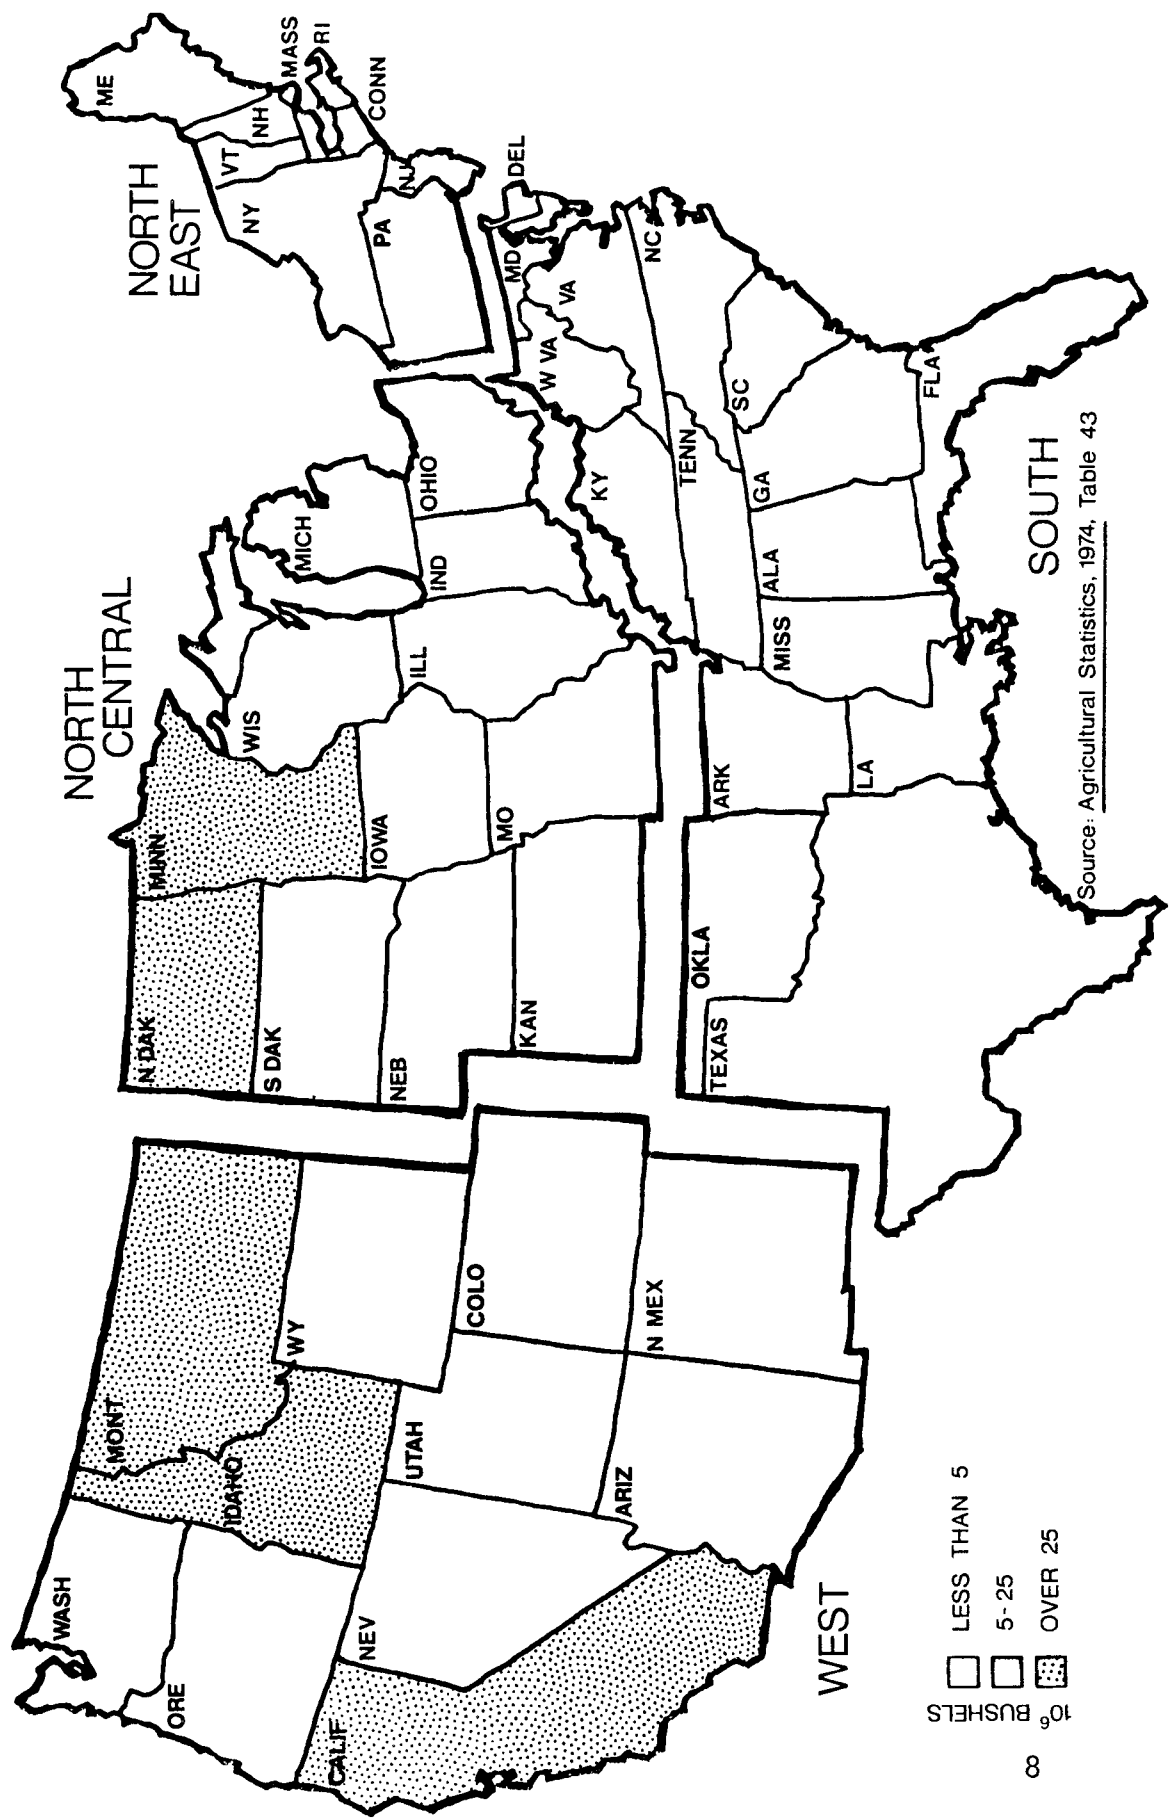 NORTH
CENTRAL
NORTH
EAST
WASH
MONT
N DAK
MINN
ME
ORE
IDAHO
WY
S DAK
WIS
MICH
VT
NH
MASS
NY
RI
CONN
CALIF
NEV
UTAH
COLO
NEB
IOWA
ILL
IND
OHIO
PA
NJ
KAN
MO
W VA
MD
DEL
VA
KY
ARIZ
N MEX
TEXAS
OKLA
ARK
TENN
NC
SC
MISS
ALA
GA
LA
FLA
WEST
SOUTH
10⁶ BUSHELS
LESS THAN 5
5-25
OVER 25
Source: Agricultural Statistics, 1974, Table 43
8